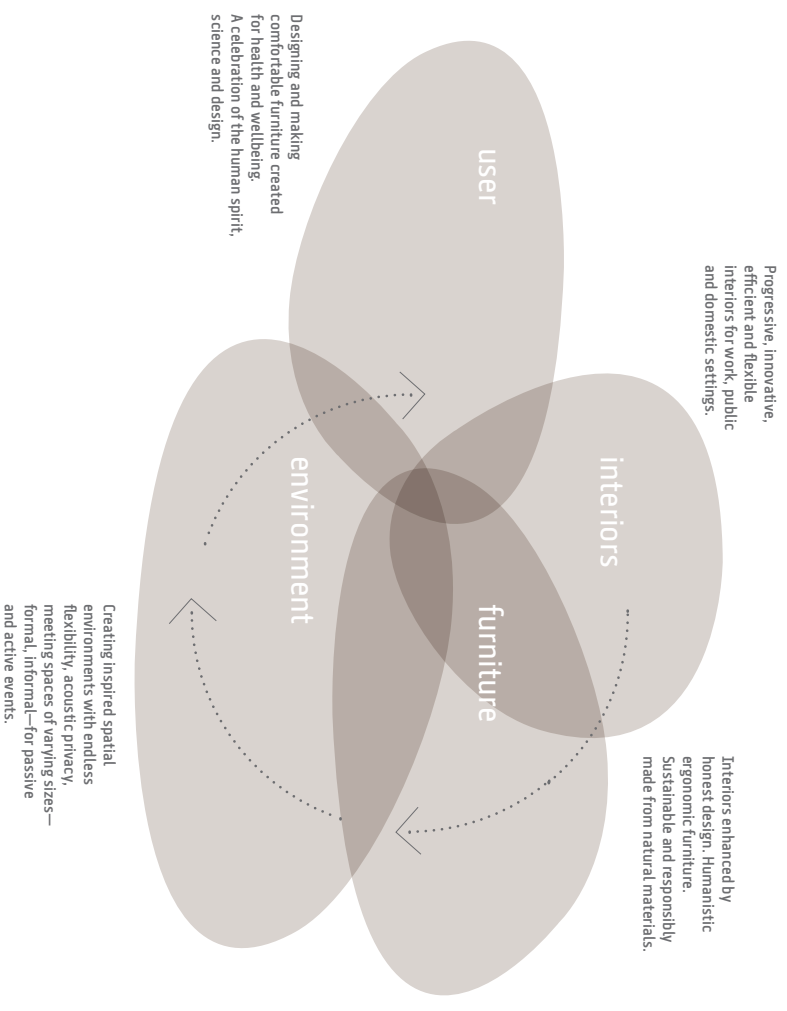 Designing and making
comfortable furniture created
for health and wellbeing.
A celebration of the human spirit,
science and design.
user
Progressive, innovative,
efficient and flexible
interiors for work, public
and domestic settings.
interiors
environment
furniture
Creating inspired spatial
environments with endless
flexibility, acoustic privacy,
meeting spaces of varying sizes—
formal, informal—for passive
and active events.
Interiors enhanced by
honest design. Humanistic
ergonomic furniture.
Sustainable and responsibly
made from natural materials.